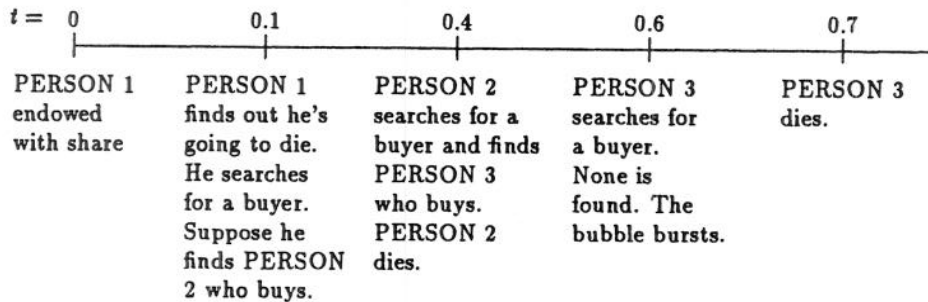 t = 0 0.1 0.4 0.6 0.7
PERSON 1
endowed
with share
PERSON 1
finds out he's
going to die.
He searches
for a buyer.
Suppose he
finds PERSON
2 who buys.
PERSON 2
searches for a
buyer and finds
PERSON 3
who buys.
PERSON 2
dies.
PERSON 3
searches for
a buyer.
None is
found. The
bubble bursts.
PERSON 3
dies.